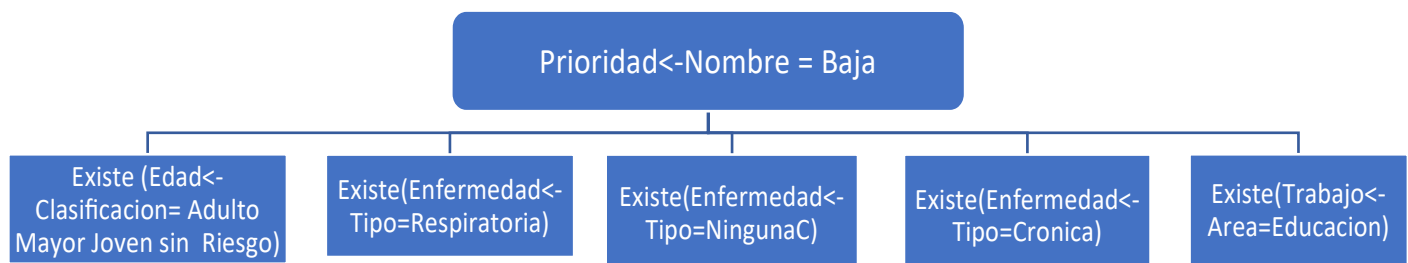 Prioridad<-Nombre = Baja
Existe (Edad<-
Clasificacion= Adulto
Mayor Joven sin  Riesgo)
Existe(Enfermedad<-
Tipo=Respiratoria)
Existe(Enfermedad<-
Tipo=NingunaC)
Existe(Enfermedad<-
Tipo=Cronica)
Existe(Trabajo<-
Area=Educacion)